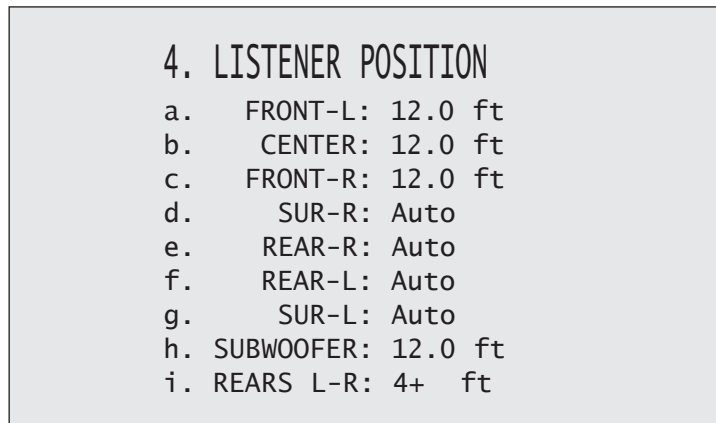 4. LISTENER POSITION
a. FRONT-L: 12.0 ft
b. CENTER: 12.0 ft
c. FRONT-R: 12.0 ft
d. SUR-R: Auto
e. REAR-R: Auto
f. REAR-L: Auto
g. SUR-L: Auto
h. SUBWOOFER: 12.0 ft
i. REARS L-R: 4+ ft